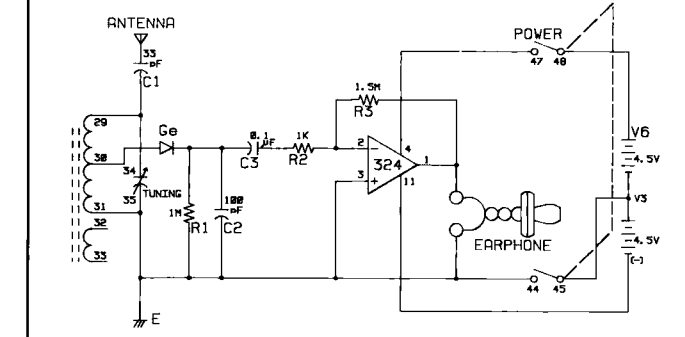 ANTENNA
33
pF
C1
POWER
47 48
29
Ge
30
34
TUNING
35
31
32
33
1M
R1
100
pF
C2
0.1
µF
C3
1K
R2
1.5M
R3
2
-
3
+
324
4
1
11
EARPHONE
V6
4.5V
V3
4.5V
(-)
44 45
E